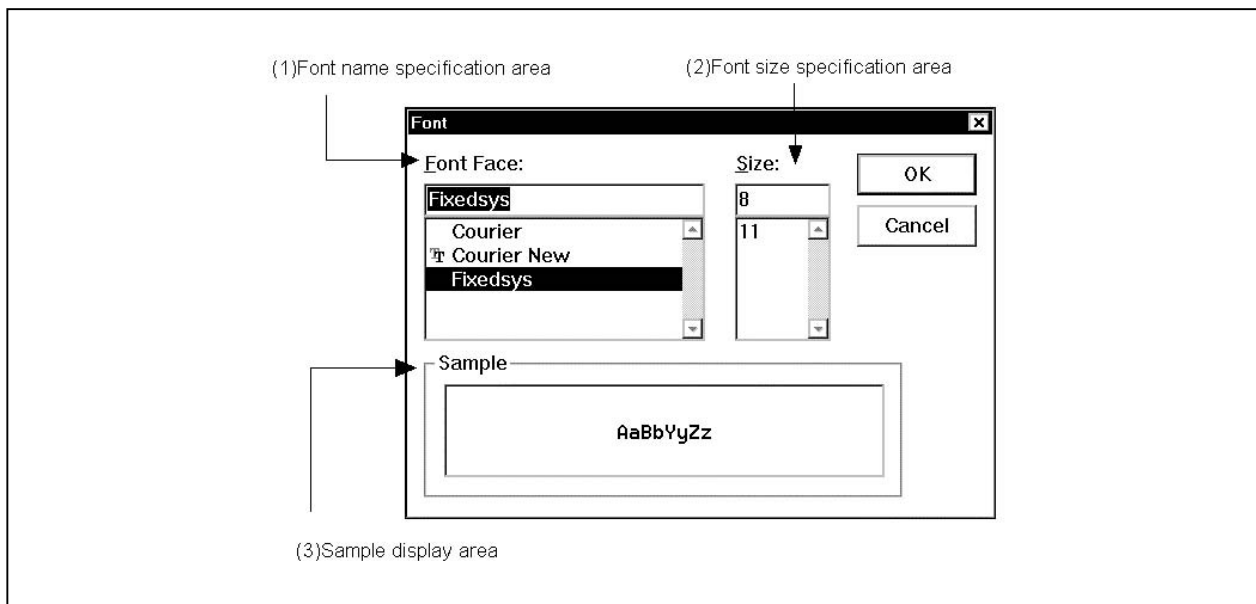 (1)Font name specification area
(2)Font size specification area
Font
Font Face:
Size:
OK
Fixedsys
8
Cancel
Courier
11
Courier New
Fixedsys
Sample
AaBbYyZz
(3)Sample display area